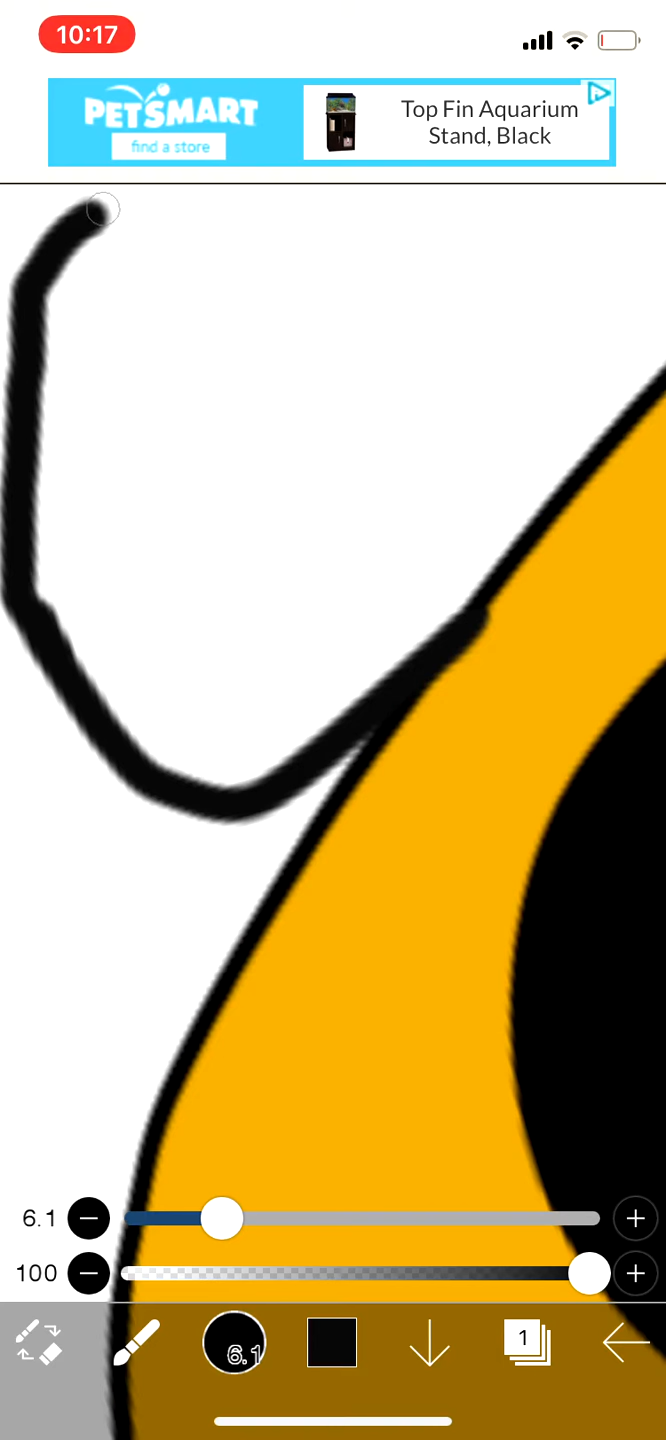 10:17
PETSMART
find a store
Top Fin Aquarium
Stand, Black
6.1
100
6.1
1